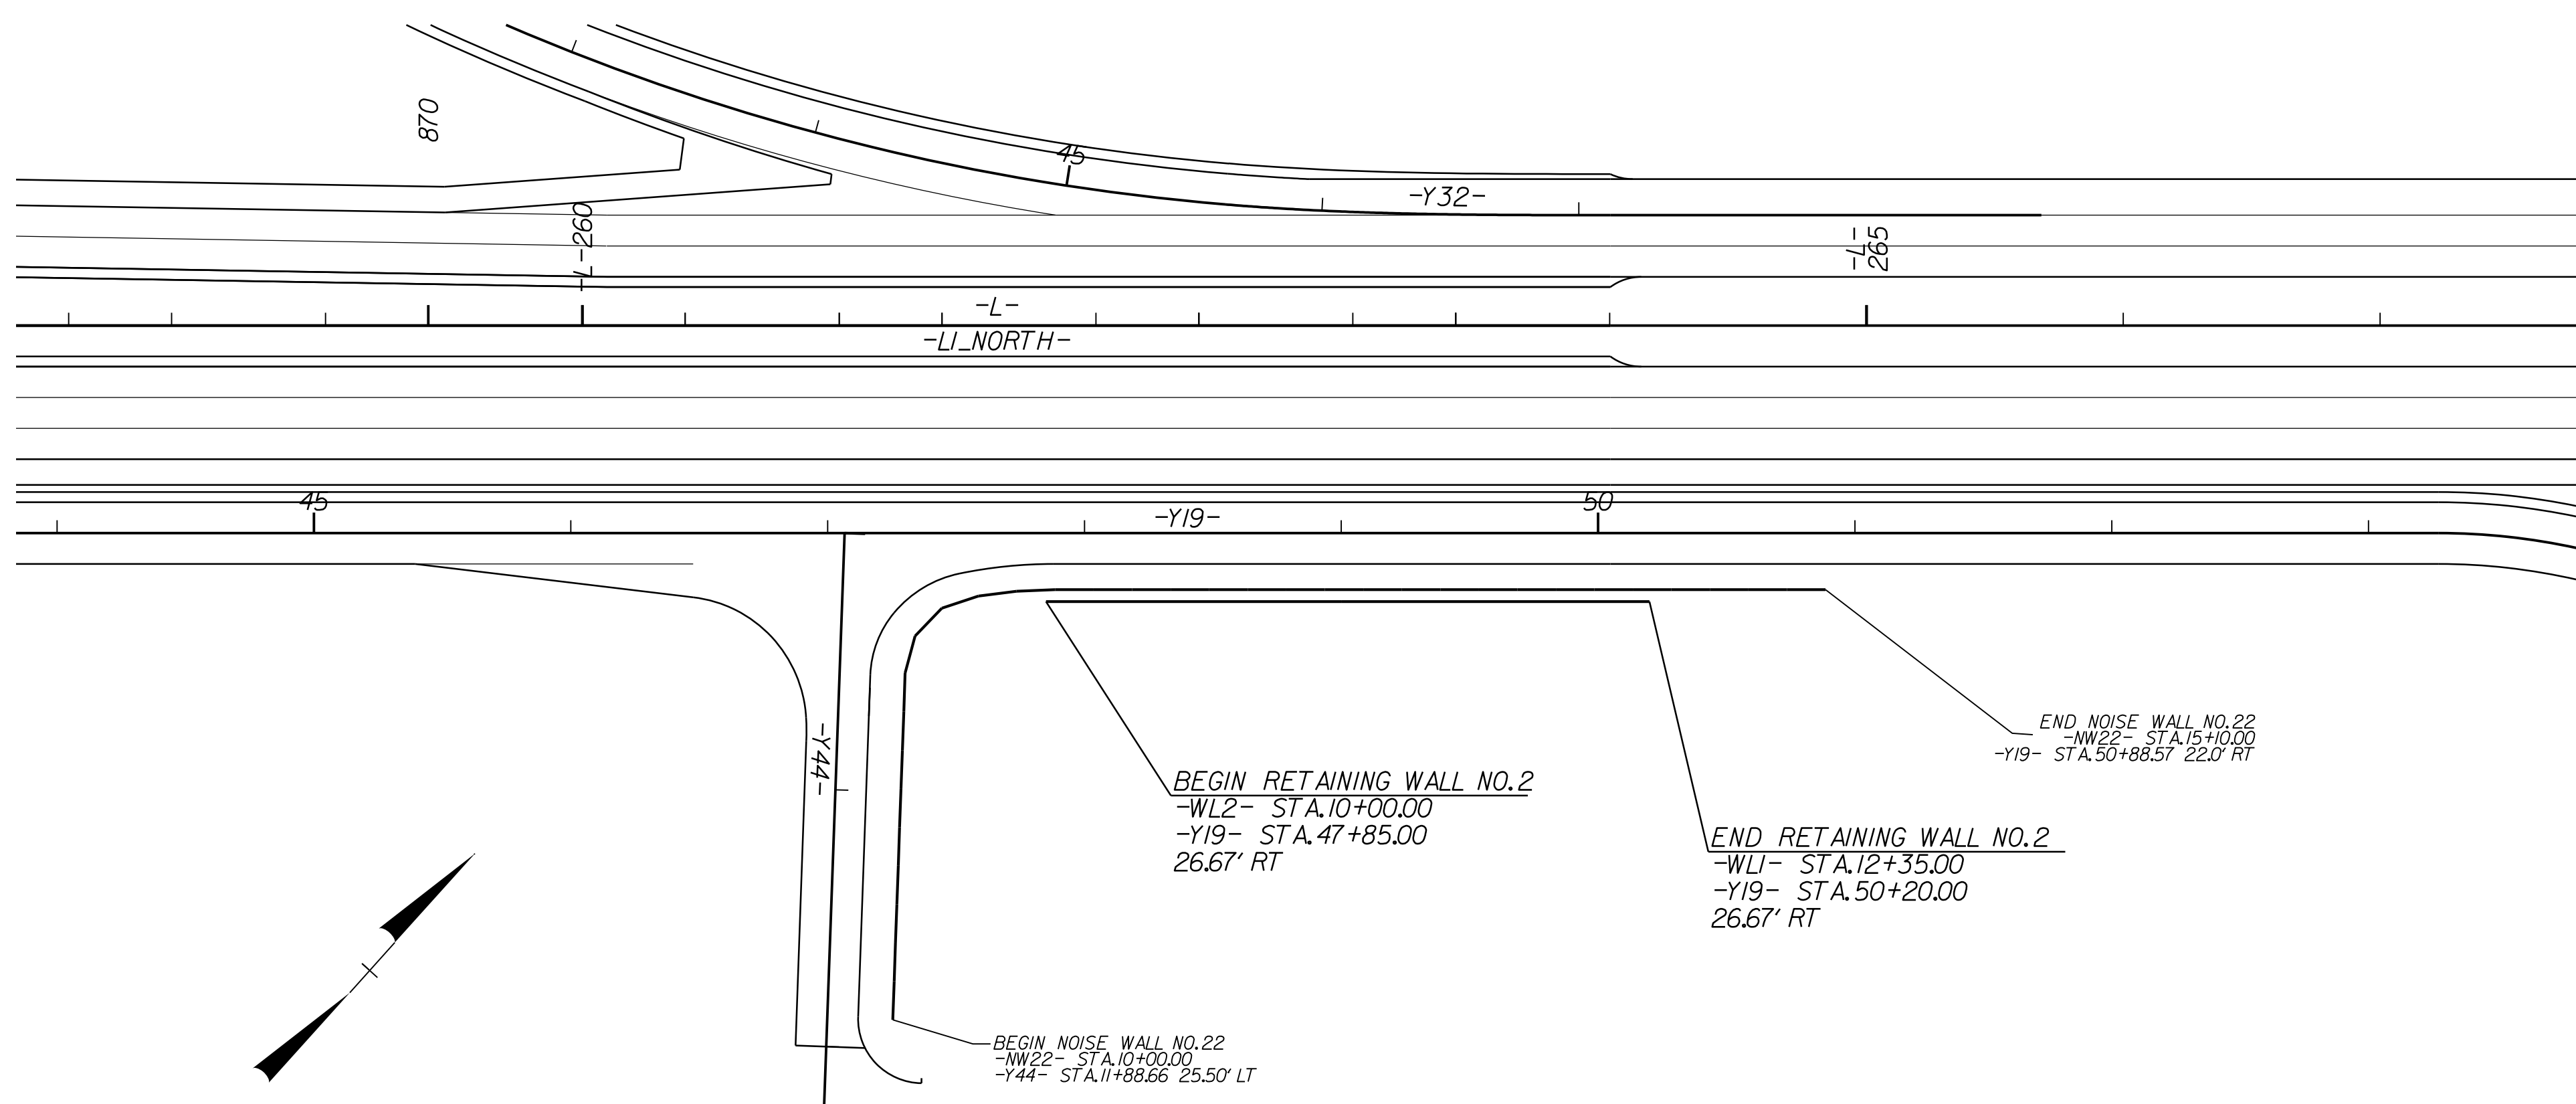 870
45
-Y32-
-L-260
-L-
265
-L-
-L1_NORTH-
45
50
-Y19-
-Y44-
END NOISE WALL NO.22
-NW22- STA.15+10.00
-Y19- STA.50+88.57 22.0' RT
BEGIN RETAINING WALL NO.2
-WL2- STA.10+00.00
-Y19- STA.47+85.00
26.67' RT
END RETAINING WALL NO.2
-WL1- STA.12+35.00
-Y19- STA.50+20.00
26.67' RT
BEGIN NOISE WALL NO.22
-NW22- STA.10+00.00
-Y44- STA.11+88.66 25.50' LT